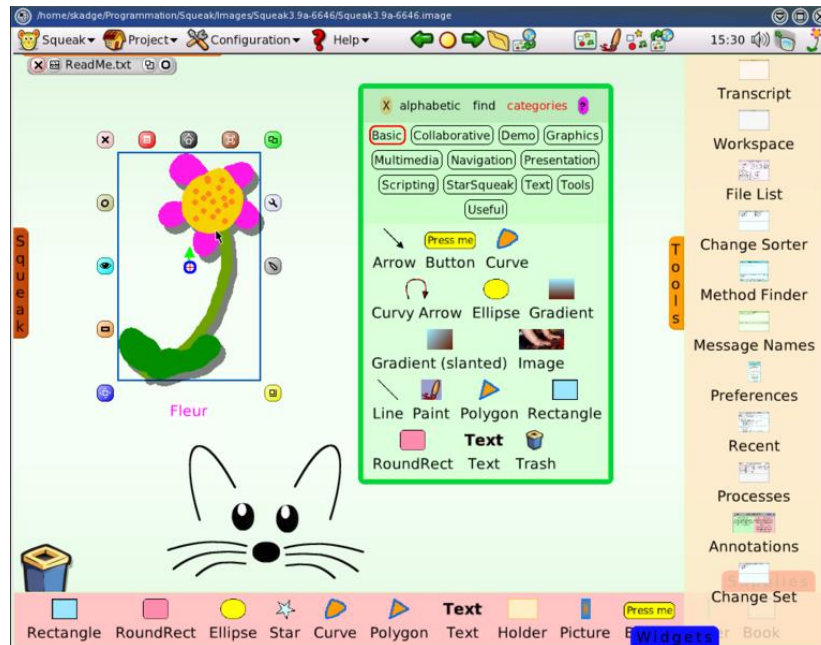 /home/skadge/Programmation/Squeak/Images/Squeak3.9a-6646/Squeak3.9a-6646.image
Squeak Project Configuration Help 15:30
ReadMe.txt
X alphabetic find categories ?
Basic Collaborative Demo Graphics
Multimedia Navigation Presentation
Scripting StarSqueak Text Tools
Useful
Press me
Arrow Button Curve
Curvy Arrow Ellipse Gradient
Gradient (slanted) Image
Line Paint Polygon Rectangle
Text
RoundRect Text Trash
Fleur
Squeak
Tools
Transcript
Workspace
File List
Change Sorter
Method Finder
Message Names
Preferences
Recent
Processes
Annotations
Supplies
Change Set
Text Press me
Rectangle RoundRect Ellipse Star Curve Polygon Text Holder Picture Book
Widgets